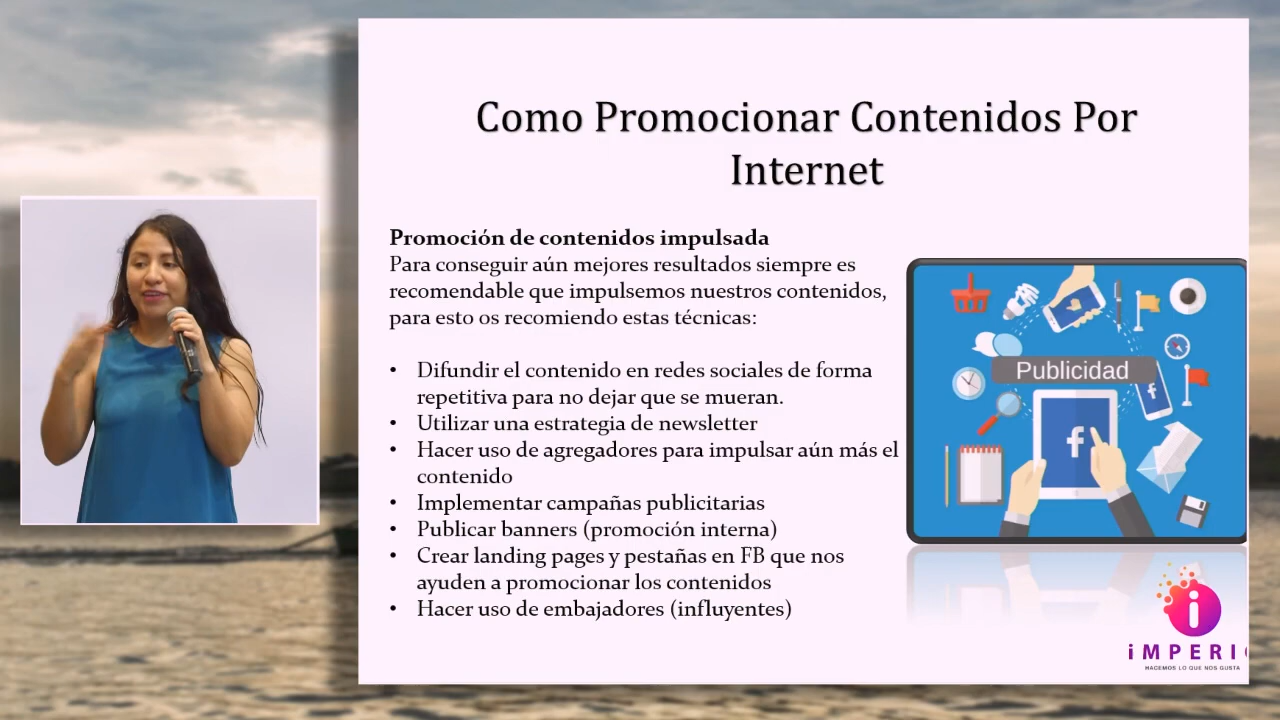 Como Promocionar Contenidos Por
Internet
Promoción de contenidos impulsada
Para conseguir aún mejores resultados siempre es
recomendable que impulsemos nuestros contenidos,
para esto os recomiendo estas técnicas:
• Difundir el contenido en redes sociales de forma
repetitiva para no dejar que se mueran.
• Utilizar una estrategia de newsletter
• Hacer uso de agregadores para impulsar aún más el
contenido
• Implementar campañas publicitarias
• Publicar banners (promoción interna)
• Crear landing pages y pestañas en FB que nos
ayuden a promocionar los contenidos
• Hacer uso de embajadores (influyentes)
Publicidad
f
f
i
iMPERI
HACEMOS LO QUE NOS GUSTA